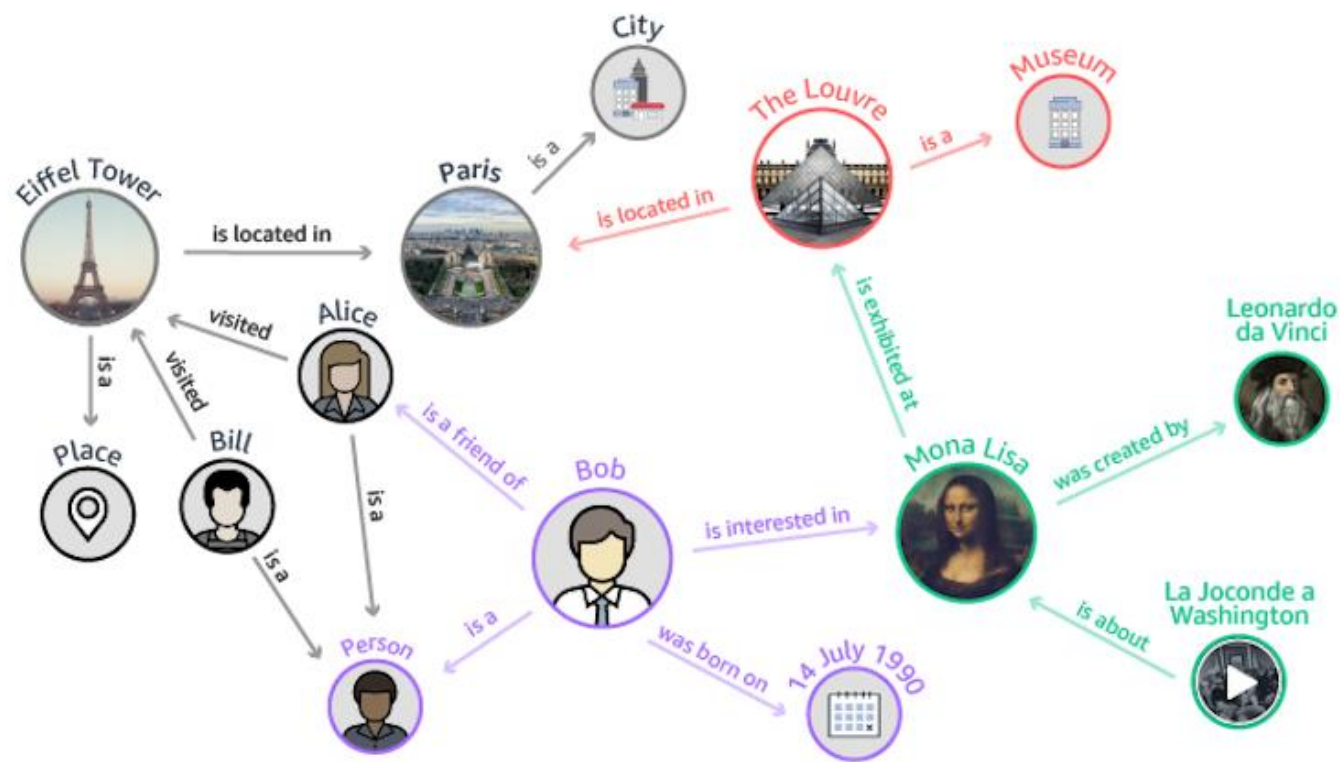 City
Museum
The Louvre
is a
is a
Eiffel Tower
Paris
is located in
is located in
visited
Alice
is exhibited at
Leonardo
da Vinci
is a
visited
is a friend of
Place
Bill
Bob
Mona Lisa
was created by
is a
is interested in
is a
La Joconde a
Washington
is about
is a
Person
was born on
14 July 1990